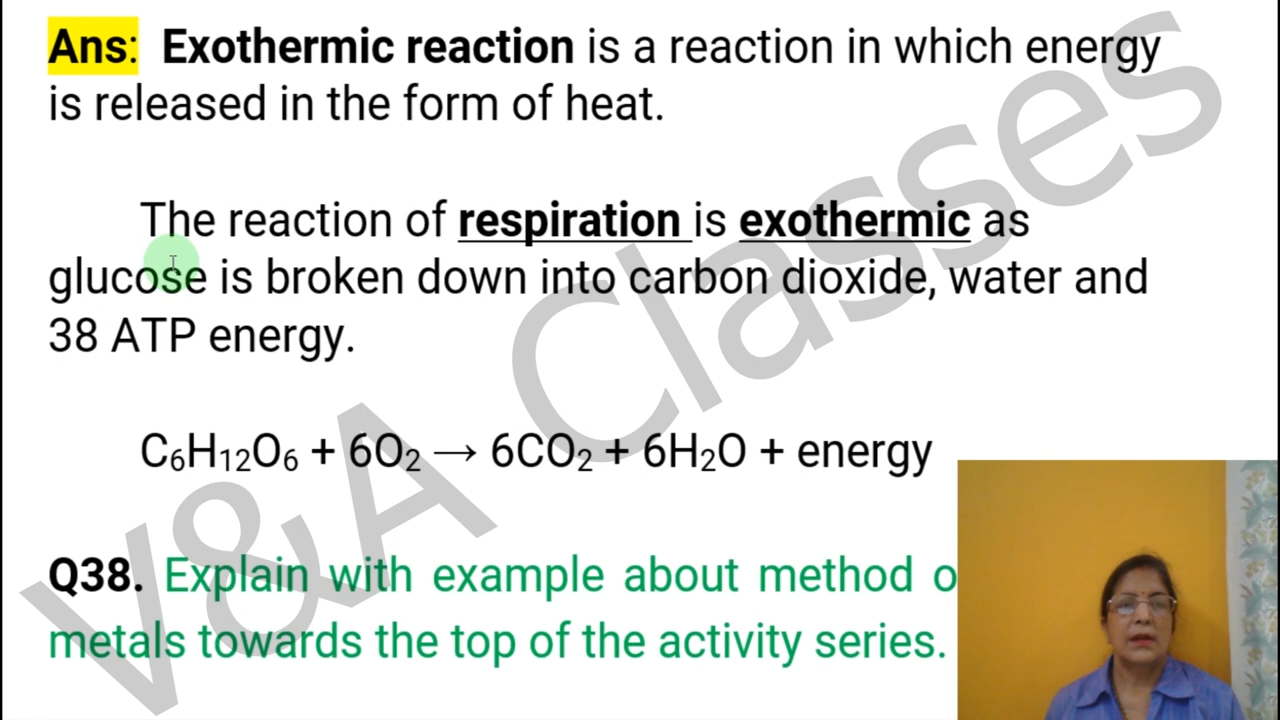 Ans: Exothermic reaction is a reaction in which energy
is released in the form of heat.
The reaction of respiration is exothermic as
glucose is broken down into carbon dioxide, water and
38 ATP energy.
C₆H₁₂O₆ + 6O₂ → 6CO₂ + 6H₂O + energy
Q38. Explain with example about method
metals towards the top of the activity series.
V&A Classes